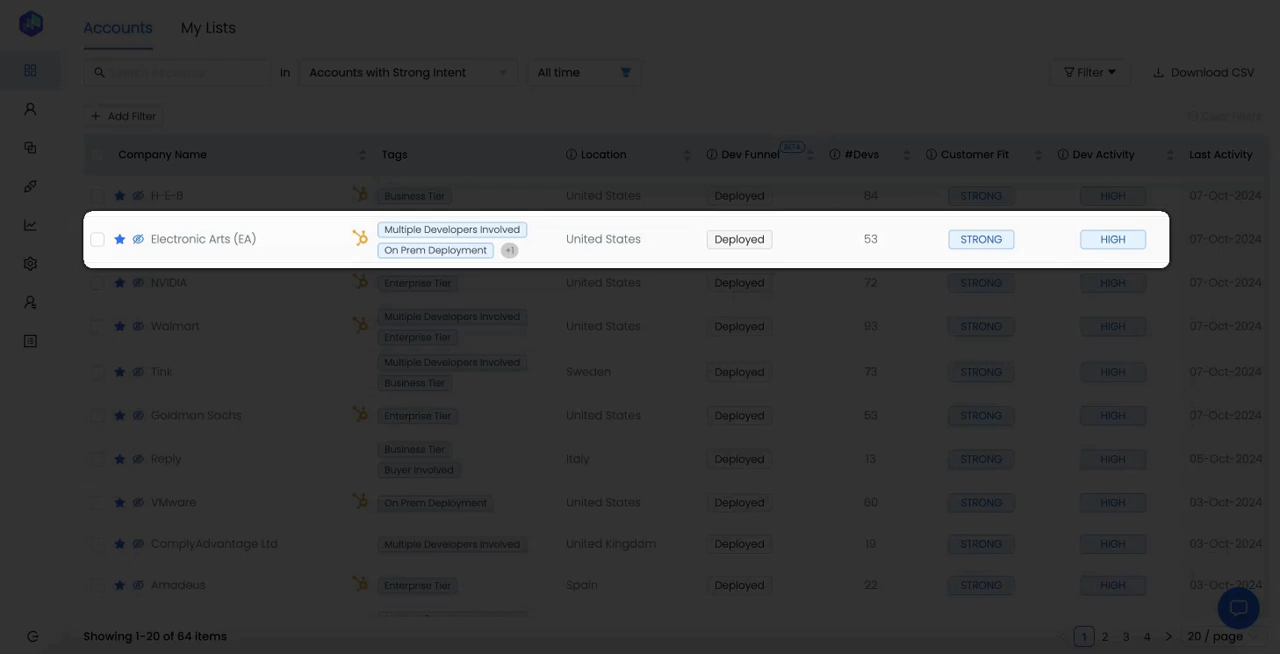 Accounts My Lists
In Accounts with Strong Intent All time Filter Download CSV
+ Add Filter Clear Filters
Company Name Tags Location Dev Funnel BETA #Devs Customer Fit Dev Activity Last Activity
H-E-B Business Tier United States Deployed 84 STRONG HIGH 07-Oct-2024
Multiple Developers Involved
Electronic Arts (EA) United States Deployed 53 STRONG HIGH 07-Oct-2024
On Prem Deployment +1
NVIDIA Enterprise Tier United States Deployed 72 STRONG HIGH 07-Oct-2024
Multiple Developers Involved
Walmart United States Deployed 93 STRONG HIGH 07-Oct-2024
Enterprise Tier
Multiple Developers Involved
Tink Sweden Deployed 73 STRONG HIGH 07-Oct-2024
Business Tier
Goldman Sachs Enterprise Tier United States Deployed 53 STRONG HIGH 07-Oct-2024
Business Tier
Reply Italy Deployed 13 STRONG HIGH 05-Oct-2024
Buyer Involved
VMware On Prem Deployment United States Deployed 60 STRONG HIGH 03-Oct-2024
ComplyAdvantage Ltd Multiple Developers Involved United Kingdom Deployed 19 STRONG HIGH 03-Oct-2024
Amadeus Enterprise Tier Spain Deployed 22 STRONG HIGH 03-Oct-2024
Showing 1-20 of 64 items 1 2 3 4 20 / page